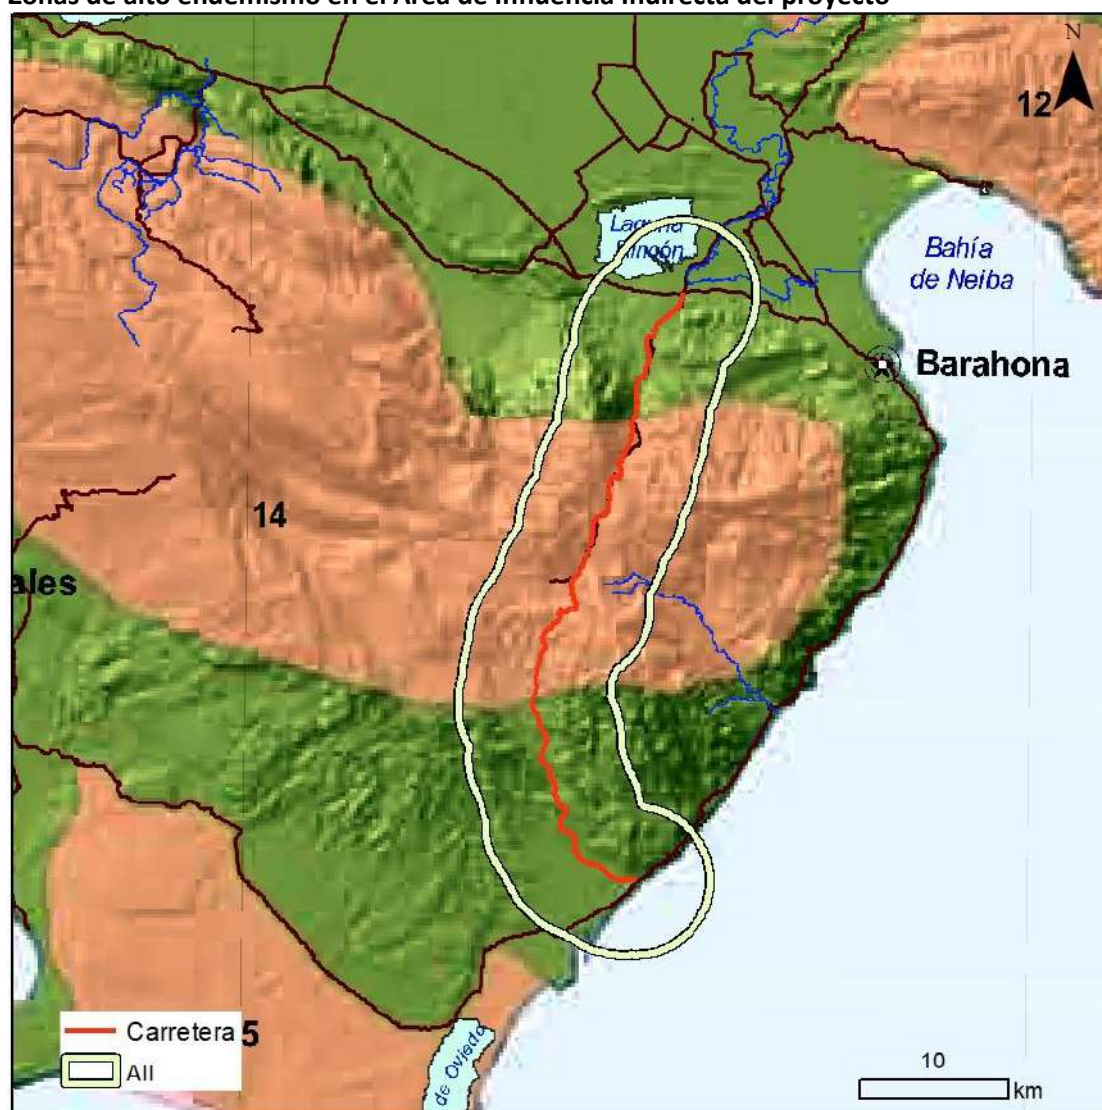 Zonas de alto endemismo en el Área de Influencia Indirecta del proyecto
N
12
Laguna
Rincón
Bahía
de Neiba
Barahona
14
ales
Carretera
5
AII
de Oviedo
10
km